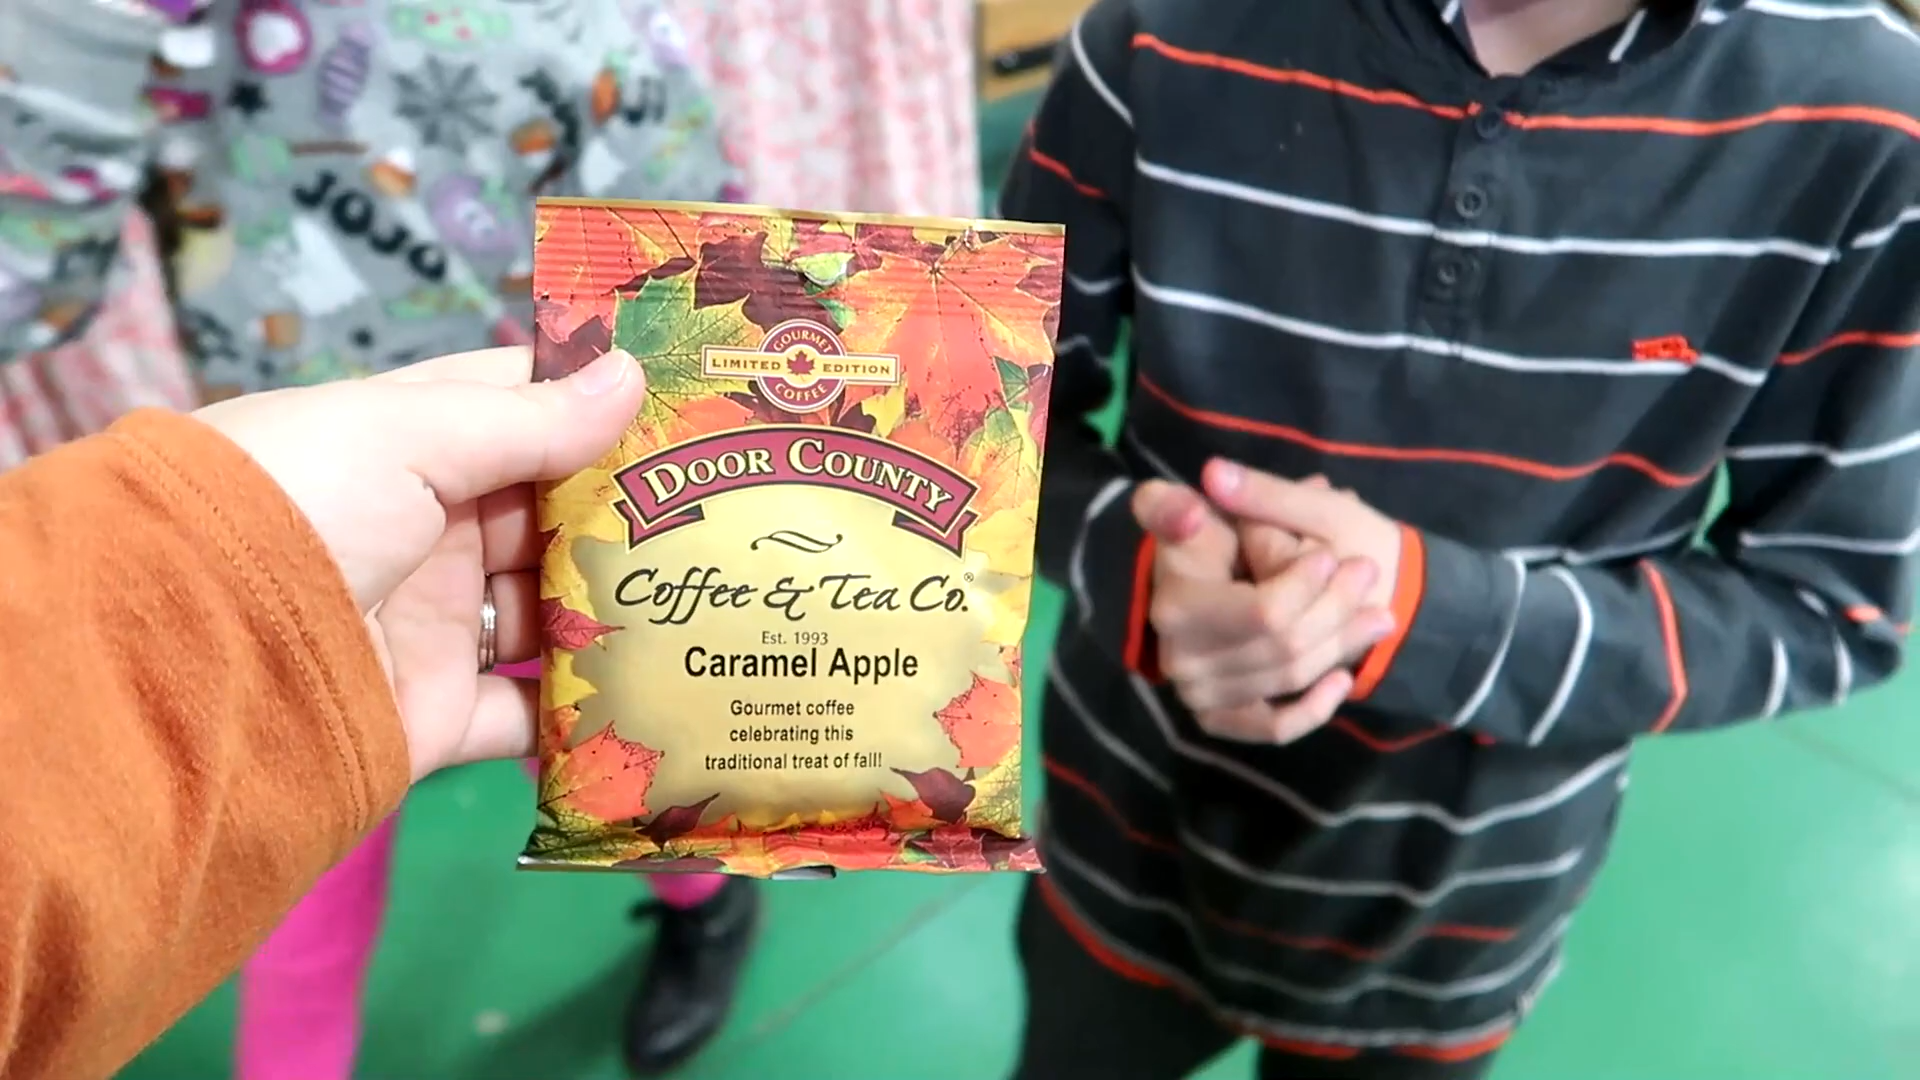 JOJO
GOURMET
LIMITED EDITION
COFFEE
DOOR COUNTY
Coffee & Tea Co.®
Est. 1993
Caramel Apple
Gourmet coffee
celebrating this
traditional treat of fall!